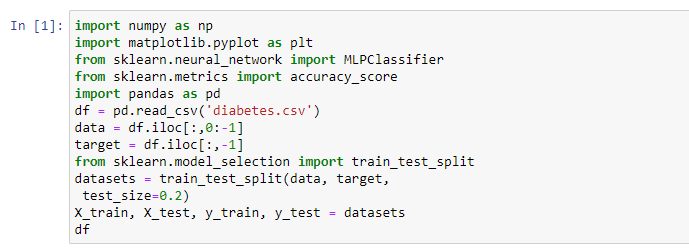 In [1]: import numpy as np
import matplotlib.pyplot as plt
from sklearn.neural_network import MLPClassifier
from sklearn.metrics import accuracy_score
import pandas as pd
df = pd.read_csv('diabetes.csv')
data = df.iloc[:,0:-1]
target = df.iloc[:,-1]
from sklearn.model_selection import train_test_split
datasets = train_test_split(data, target,
 test_size=0.2)
X_train, X_test, y_train, y_test = datasets
df